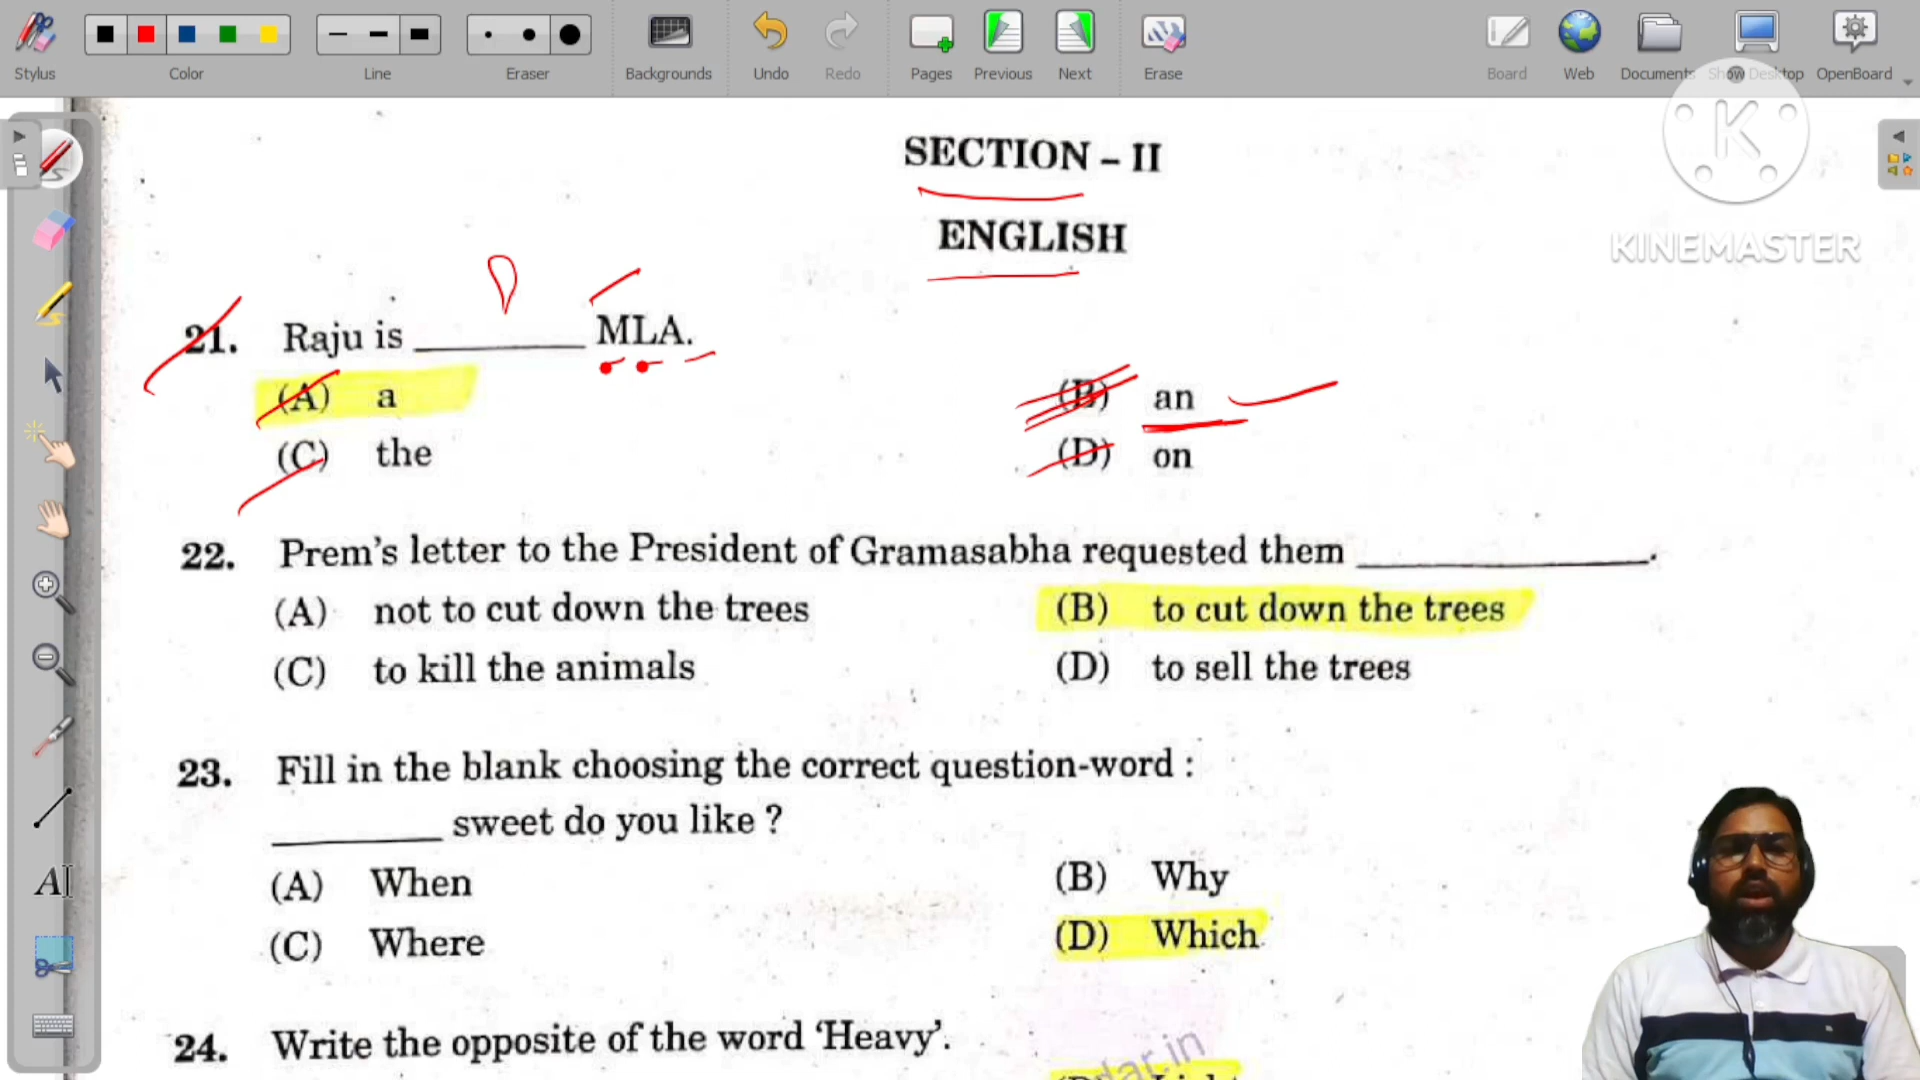 Stylus Color Line Eraser Backgrounds Undo Redo Pages Previous Next Erase Board Web Documents Show Desktop OpenBoard
KINEMASTER
SECTION – II
ENGLISH
21. Raju is ________ MLA.
(A) a (B) an
(C) the (D) on
22. Prem's letter to the President of Gramasabha requested them ________.
(A) not to cut down the trees (B) to cut down the trees
(C) to kill the animals (D) to sell the trees
23. Fill in the blank choosing the correct question-word :
________ sweet do you like ?
(A) When (B) Why
(C) Where (D) Which
24. Write the opposite of the word 'Heavy'.